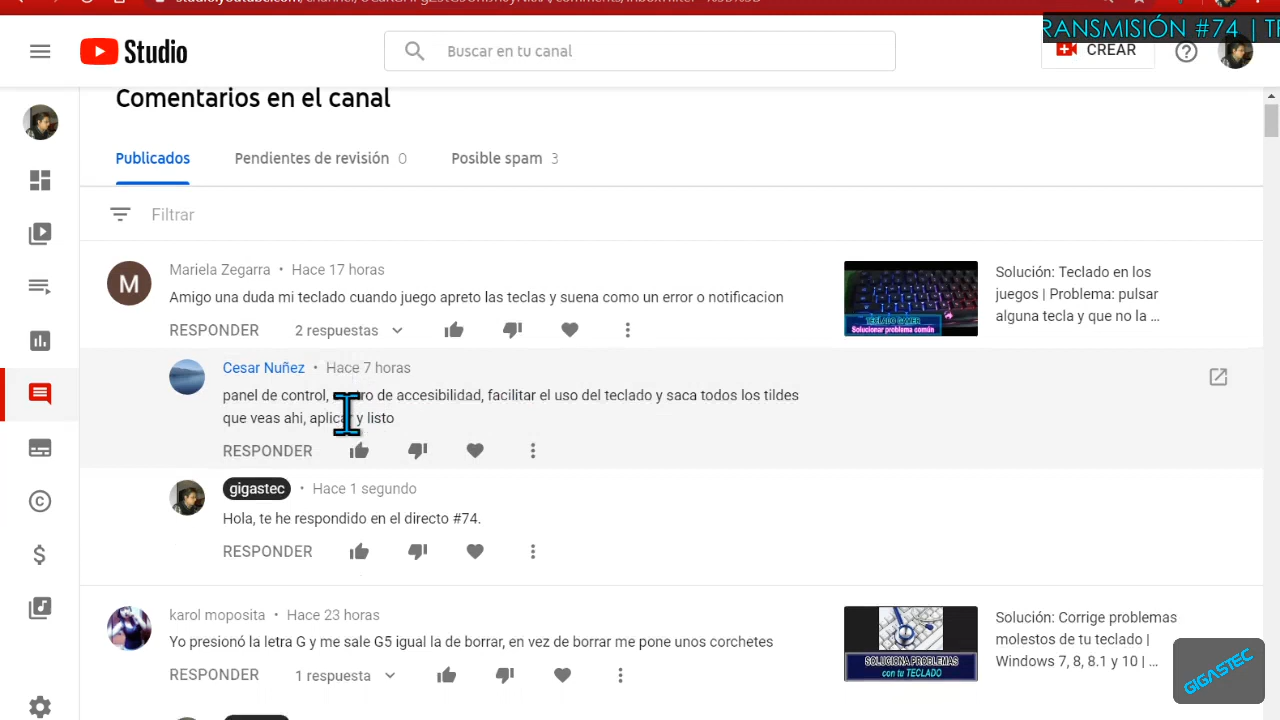 RANSMISIÓN #74 | T
Studio
Buscar en tu canal
CREAR
Comentarios en el canal
Publicados
Pendientes de revisión 0
Posible spam 3
Filtrar
Mariela Zegarra • Hace 17 horas
Amigo una duda mi teclado cuando juego apreto las teclas y suena como un error o notificacion
RESPONDER 2 respuestas
TECLADO GAMER
Solucionar problema común
Solución: Teclado en los
juegos | Problema: pulsar
alguna tecla y que no la ...
M
Cesar Nuñez • Hace 7 horas
panel de control, tro de accesibilidad, facilitar el uso del teclado y saca todos los tildes
que veas ahi, aplicar y listo
RESPONDER
gigastec • Hace 1 segundo
Hola, te he respondido en el directo #74.
RESPONDER
karol moposita • Hace 23 horas
Yo presionó la letra G y me sale G5 igual la de borrar, en vez de borrar me pone unos corchetes
RESPONDER 1 respuesta
SOLUCIONA PROBLEMAS
con tu TECLADO
Solución: Corrige problemas
molestos de tu teclado |
Windows 7, 8, 8.1 y 10 | ...
GIGASTEC